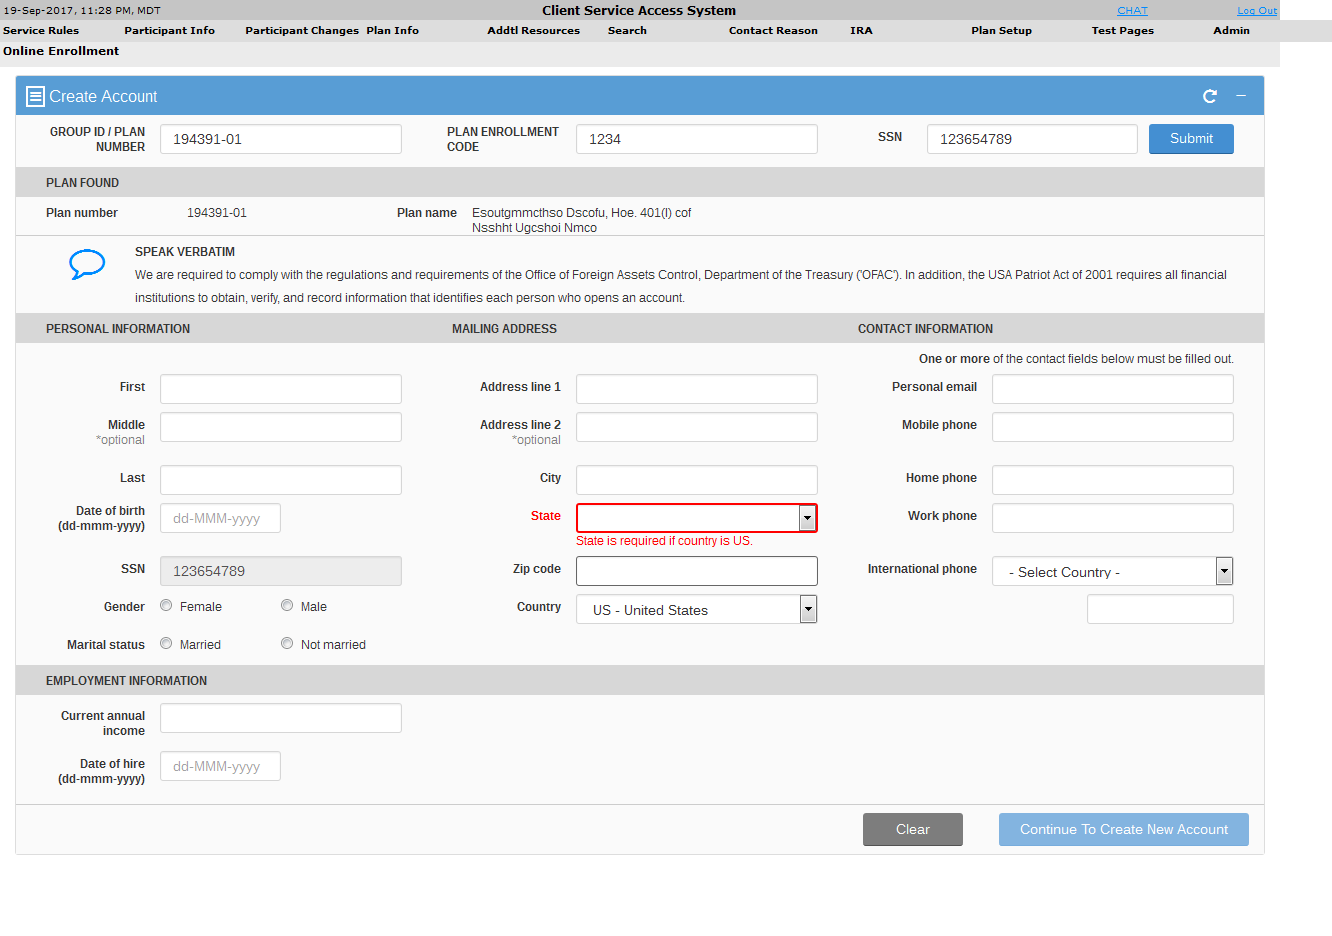 19-Sep-2017, 11:28 PM, MDT Client Service Access System CHAT Log Out
Service Rules Participant Info Participant Changes Plan Info Addtl Resources Search Contact Reason IRA Plan Setup Test Pages Admin
Online Enrollment
Create Account
GROUP ID / PLAN NUMBER 194391-01 PLAN ENROLLMENT CODE 1234 SSN 123654789 Submit
PLAN FOUND
Plan number 194391-01 Plan name Esoutgmmcthso Dscofu, Hoe. 401(l) cof
Nsshht Ugcshoi Nmco
SPEAK VERBATIM
We are required to comply with the regulations and requirements of the Office of Foreign Assets Control, Department of the Treasury ('OFAC'). In addition, the USA Patriot Act of 2001 requires all financial
institutions to obtain, verify, and record information that identifies each person who opens an account.
PERSONAL INFORMATION MAILING ADDRESS CONTACT INFORMATION
One or more of the contact fields below must be filled out.
First Address line 1 Personal email
Middle Address line 2 Mobile phone
*optional *optional
Last City Home phone
Date of birth
(dd-mmm-yyyy) dd-MMM-yyyy State Work phone
State is required if country is US.
SSN 123654789 Zip code International phone - Select Country -
Gender Female Male Country US - United States
Marital status Married Not married
EMPLOYMENT INFORMATION
Current annual
income
Date of hire
(dd-mmm-yyyy) dd-MMM-yyyy
Clear Continue To Create New Account